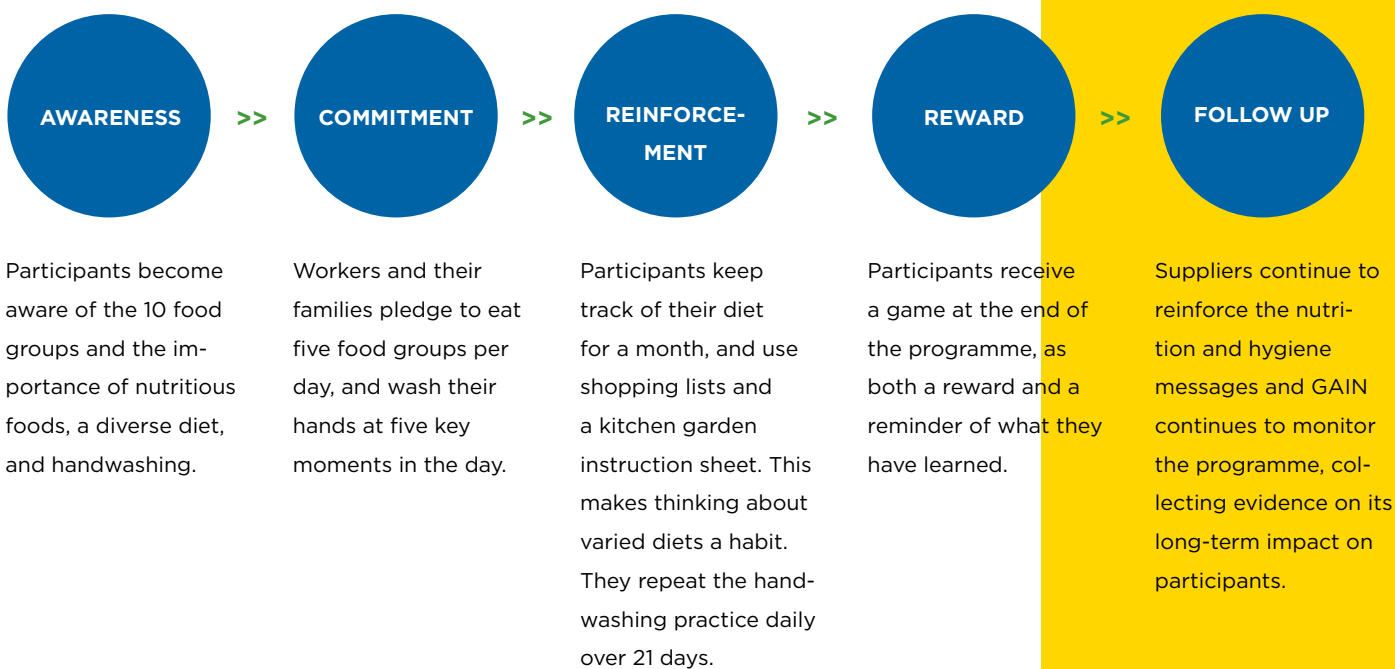 AWARENESS
>>
COMMITMENT
>>
REINFORCE-
MENT
>>
REWARD
>>
FOLLOW UP
Participants become
aware of the 10 food
groups and the im-
portance of nutritious
foods, a diverse diet,
and handwashing.
Workers and their
families pledge to eat
five food groups per
day, and wash their
hands at five key
moments in the day.
Participants keep
track of their diet
for a month, and use
shopping lists and
a kitchen garden
instruction sheet. This
makes thinking about
varied diets a habit.
They repeat the hand-
washing practice daily
over 21 days.
Participants receive
a game at the end of
the programme, as
both a reward and a
reminder of what they
have learned.
Suppliers continue to
reinforce the nutri-
tion and hygiene
messages and GAIN
continues to monitor
the programme, col-
lecting evidence on its
long-term impact on
participants.